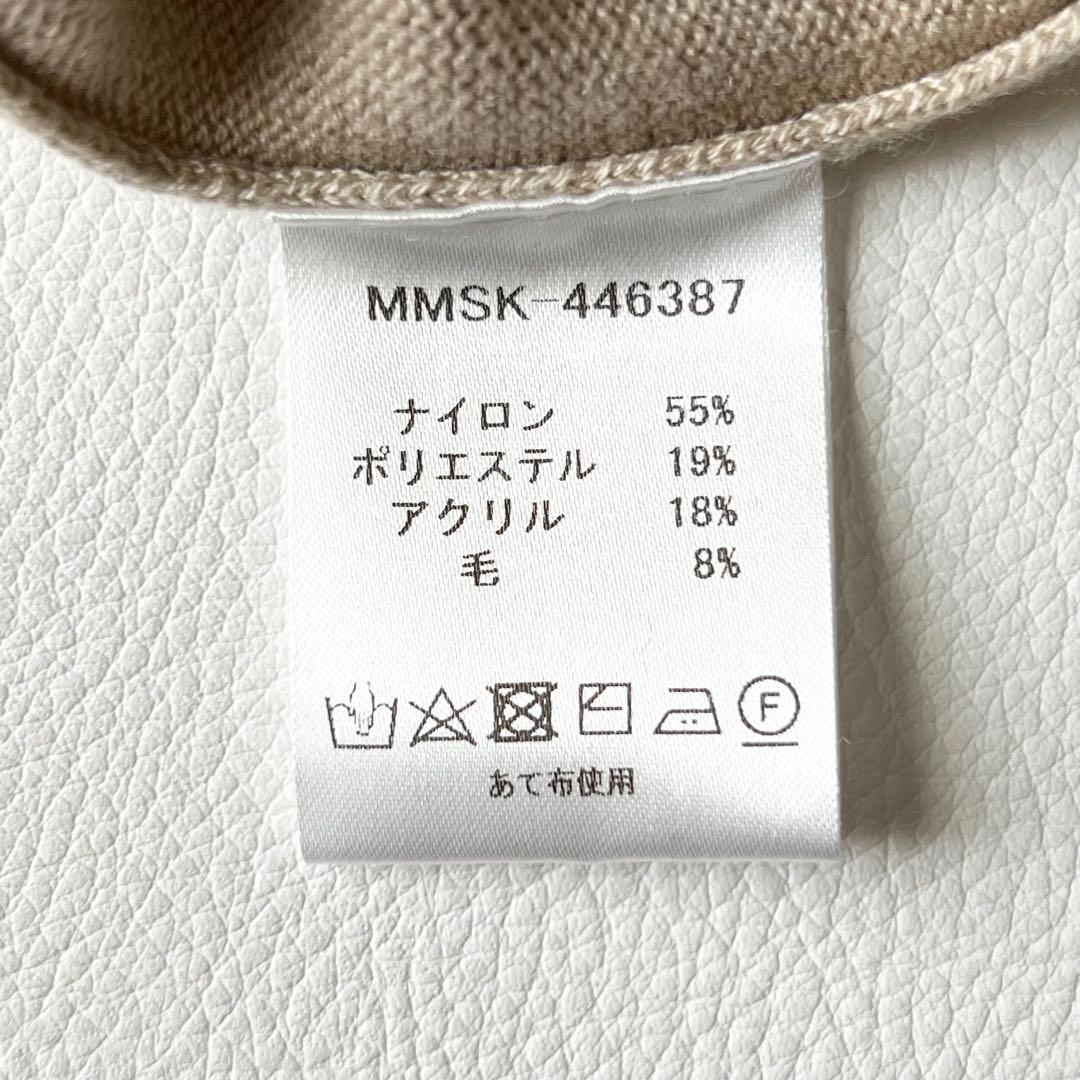 MMSK-446387
ナイロン 55%
ポリエステル 19%
アクリル 18%
毛 8%
F
あて布使用